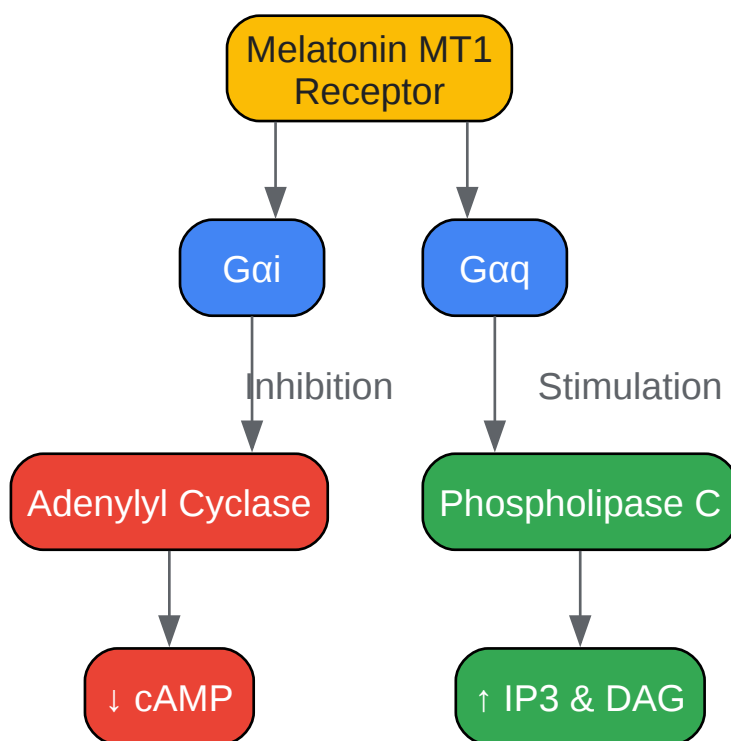 Melatonin MT1
Receptor
Gαi
Gαq
Inhibition
Stimulation
Adenylyl Cyclase
Phospholipase C
↓ cAMP
↑ IP3 & DAG